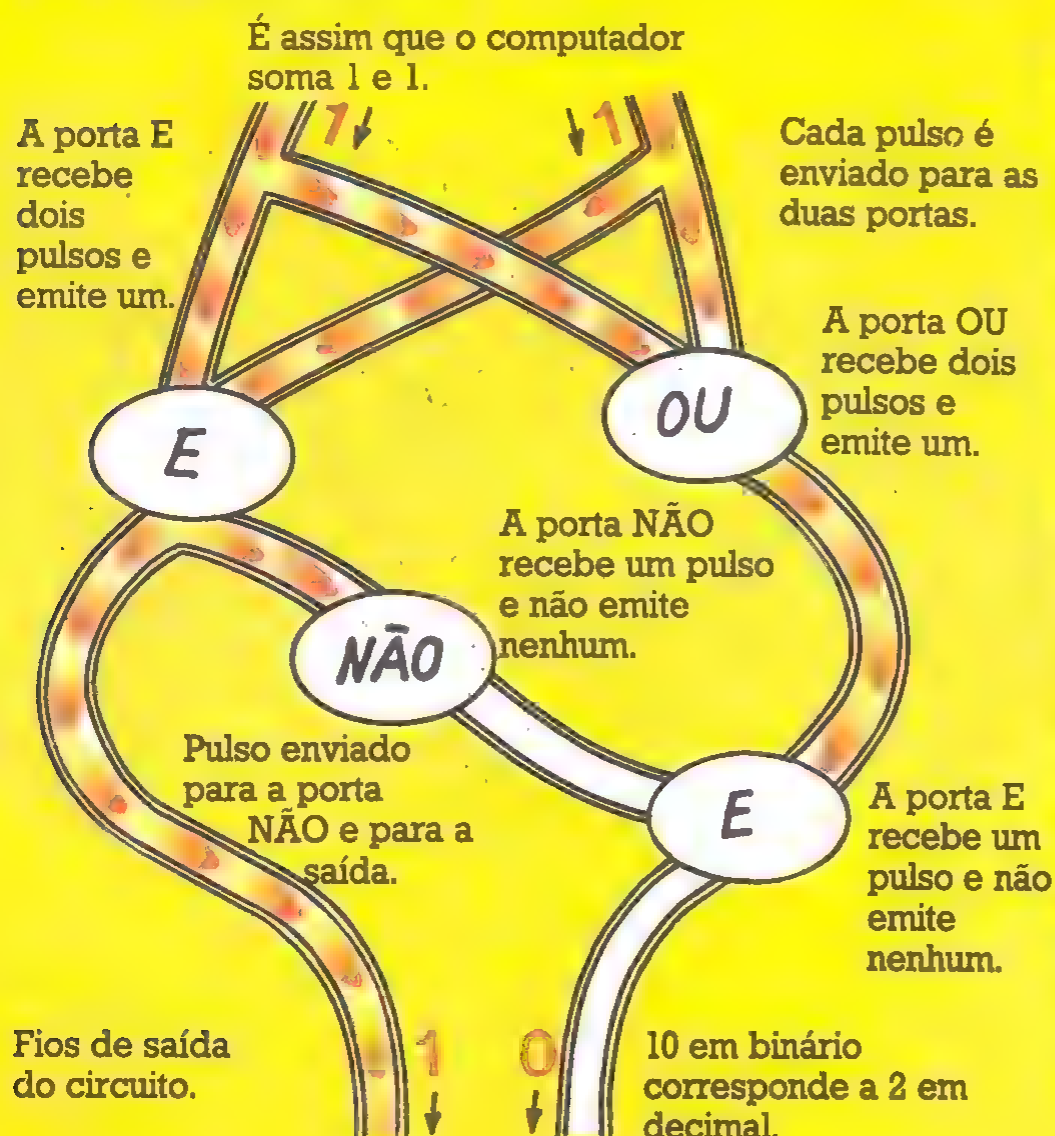 É assim que o computador
soma 1 e 1.
1 1
A porta E
recebe
dois
pulsos e
emite um.
Cada pulso é
enviado para as
duas portas.
A porta OU
recebe dois
pulsos e
emite um.
E
OU
A porta NÃO
recebe um pulso
e não emite
nenhum.
NÃO
Pulso enviado
para a porta
NÃO e para a
saída.
E
A porta E
recebe um
pulso e não
emite
nenhum.
Fios de saída
do circuito.
1 0
10 em binário
corresponde a 2 em
decimal.